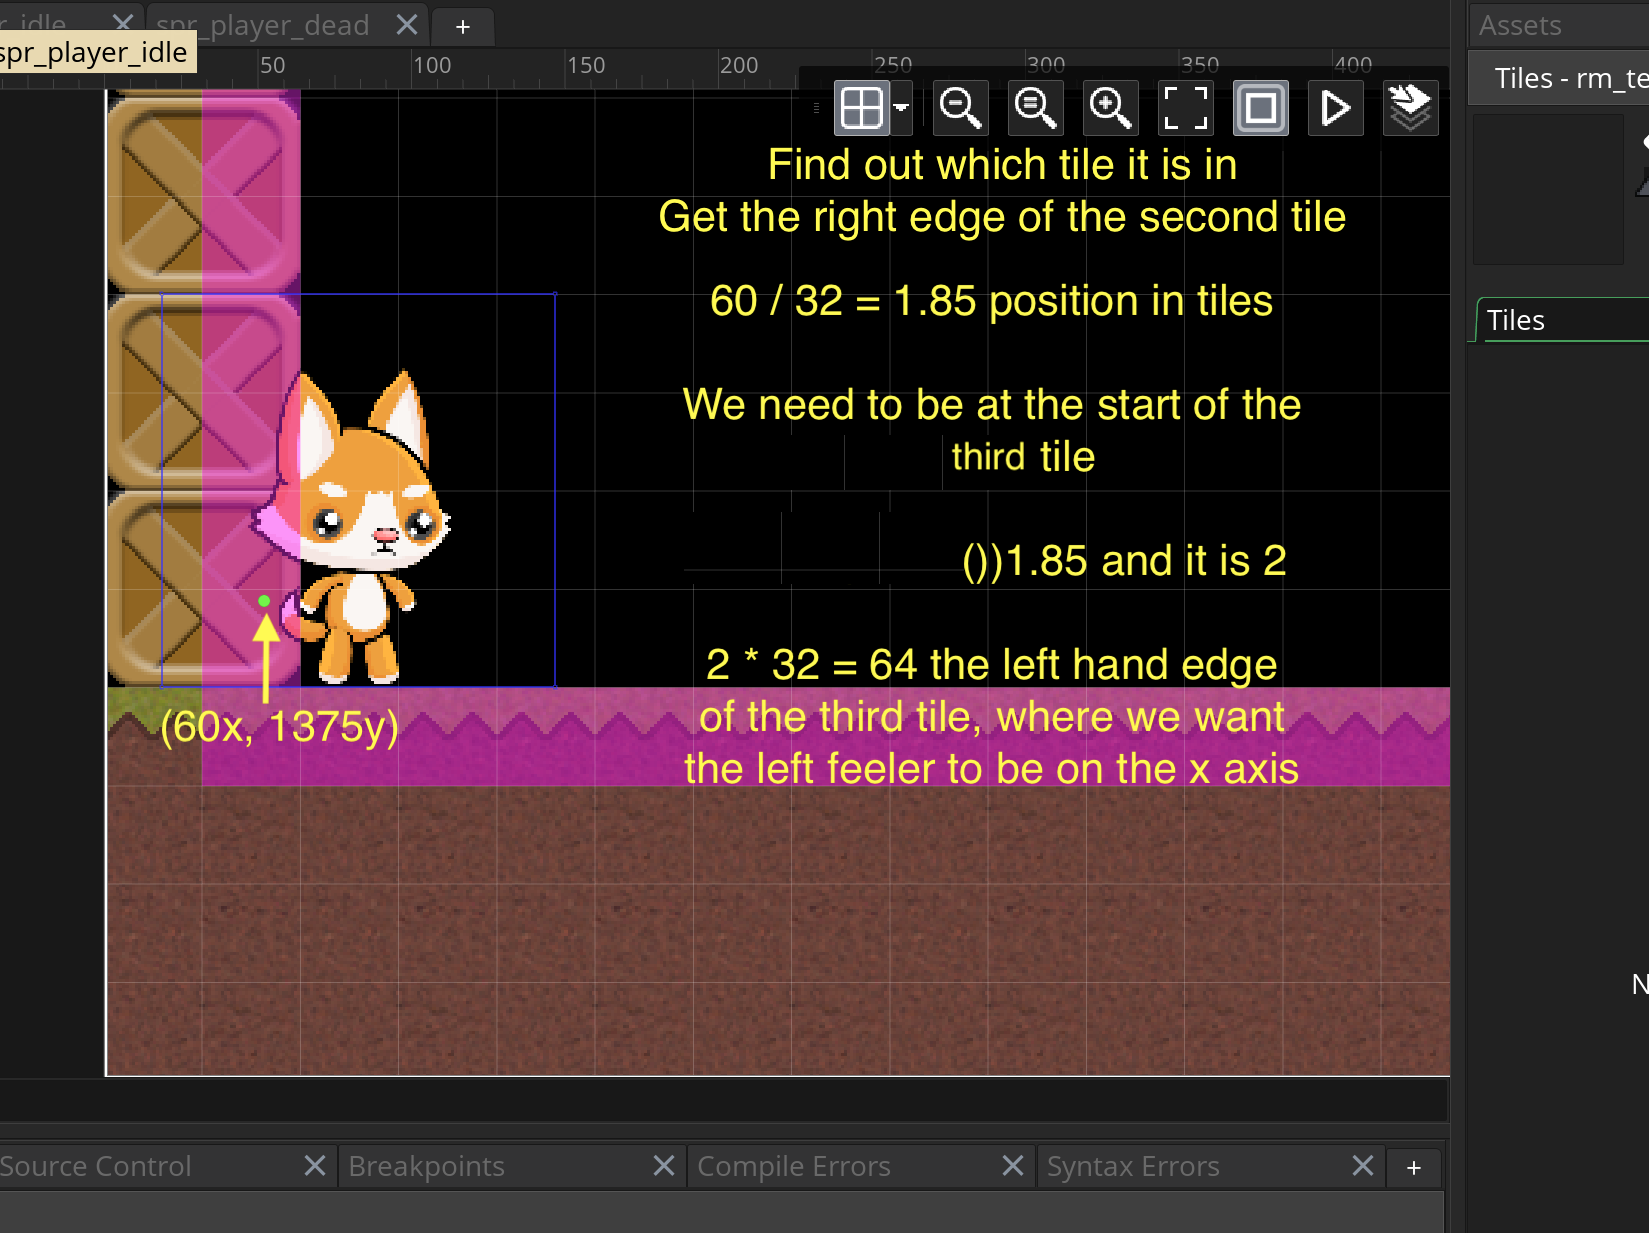 r_idle
spr_player_dead
+
Assets
spr_player_idle
50
100
150
200
250
300
350
400
Tiles - rm_te
Find out which tile it is in
Get the right edge of the second tile
60 / 32 = 1.85 position in tiles
Tiles
We need to be at the start of the
third tile
())1.85 and it is 2
2 * 32 = 64 the left hand edge
of the third tile, where we want
the left feeler to be on the x axis
(60x, 1375y)
N
Source Control
Breakpoints
Compile Errors
Syntax Errors
+